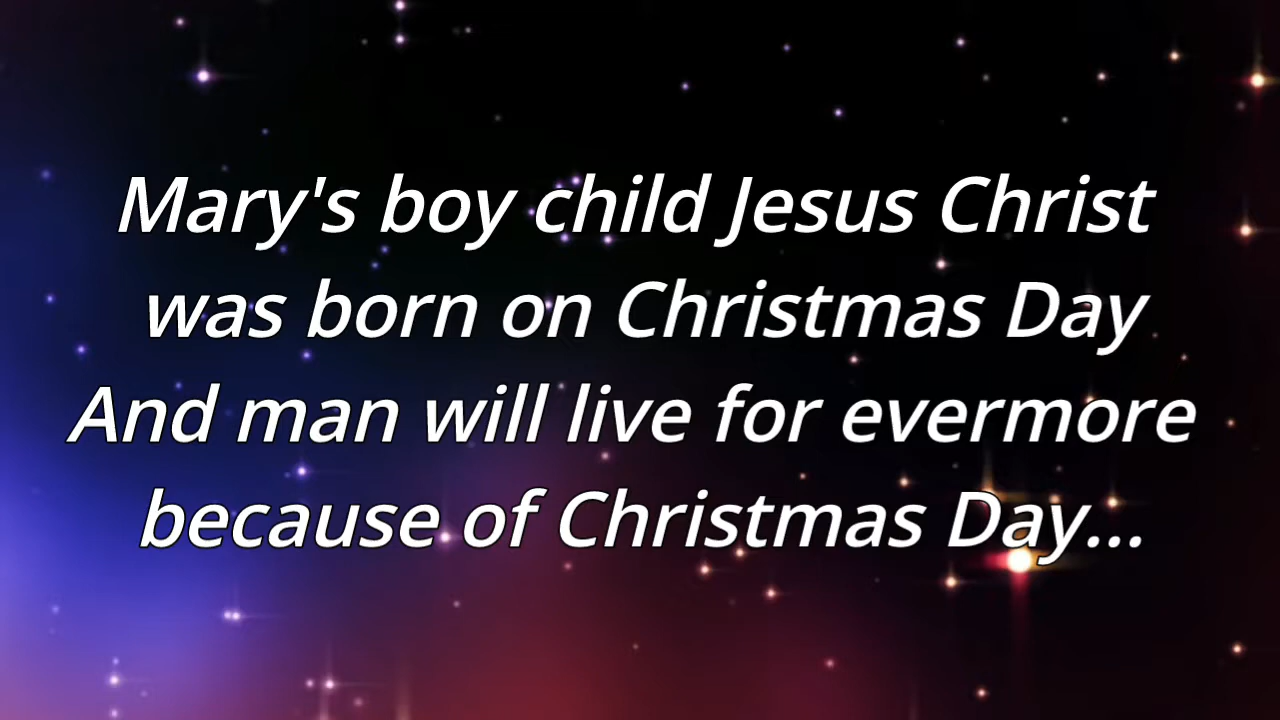 Mary's boy child Jesus Christ
was born on Christmas Day
And man will live for evermore
because of Christmas Day...